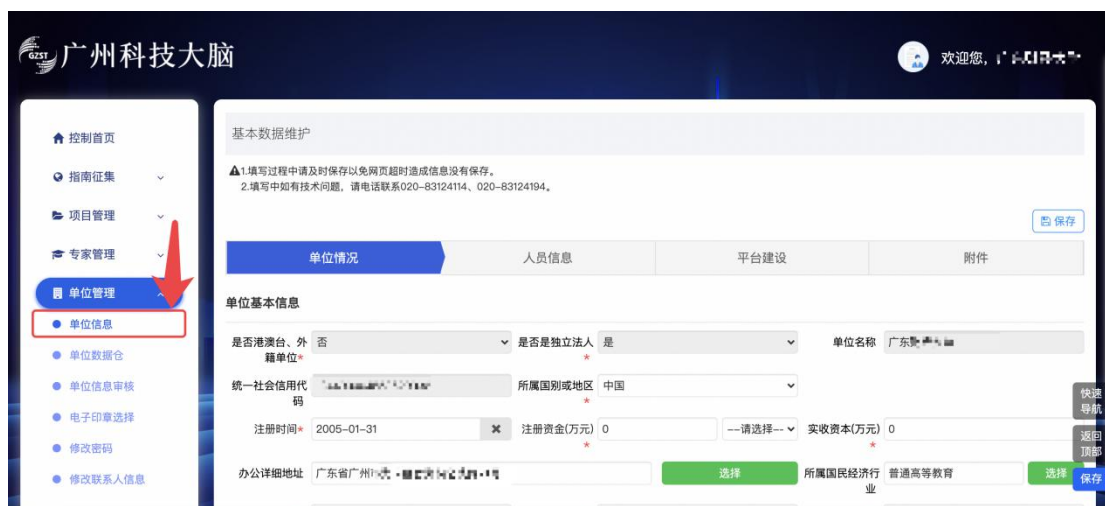 GZST 广州科技大脑
欢迎您,
控制首页
指南征集
项目管理
专家管理
单位管理
单位信息
单位数据仓
单位信息审核
电子印章选择
修改密码
修改联系人信息
基本数据维护
1.填写过程中请及时保存以免网页超时造成信息没有保存。
2.填写中如有技术问题，请电话联系020-83124114、020-83124194。
保存
单位情况 人员信息 平台建设 附件
单位基本信息
是否港澳台、外籍单位* 否 是否是独立法人* 是 单位名称 广东
统一社会信用代码 所属国别或地区* 中国
注册时间* 2005-01-31 注册资金(万元)* 0 --请选择-- 实收资本(万元)* 0
办公详细地址 广东省广州 选择 所属国民经济行业 普通高等教育 选择
快速导航
返回顶部
保存